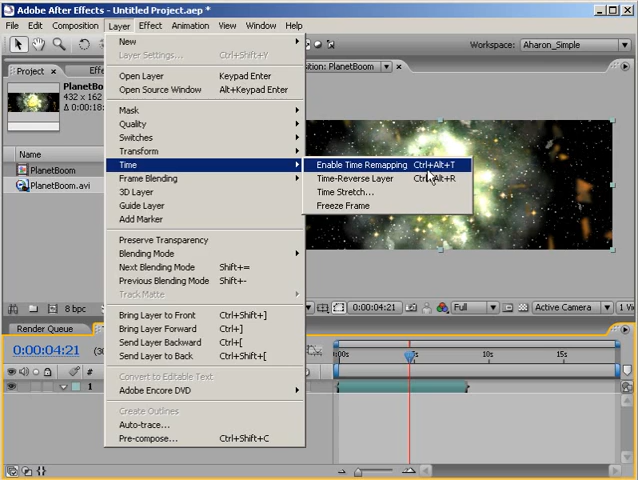 Adobe After Effects - Untitled Project.aep *
File Edit Composition Layer Effect Animation View Window Help
Workspace: Aharon_Simple
Project
PlanetBoom
432 x 162
Name
PlanetBoom
PlanetBoom.avi
8 bpc
New
Layer Settings... Ctrl+Shift+Y
Open Layer Keypad Enter
Open Source Window Alt+Keypad Enter
Mask
Quality
Switches
Transform
Time
Frame Blending
3D Layer
Guide Layer
Add Marker
Preserve Transparency
Blending Mode
Next Blending Mode Shift+=
Previous Blending Mode Shift+-
Track Matte
Bring Layer to Front Ctrl+Shift+]
Bring Layer Forward Ctrl+]
Send Layer Backward Ctrl+[
Send Layer to Back Ctrl+Shift+[
Convert to Editable Text
Adobe Encore DVD
Create Outlines
Auto-trace...
Pre-compose... Ctrl+Shift+C
Enable Time Remapping Ctrl+Alt+T
Time-Reverse Layer Ctrl+Alt+R
Time Stretch...
Freeze Frame
PlanetBoom
0:00:04:21
Full
Active Camera
Render Queue
0:00:04:21
10s
15s
1